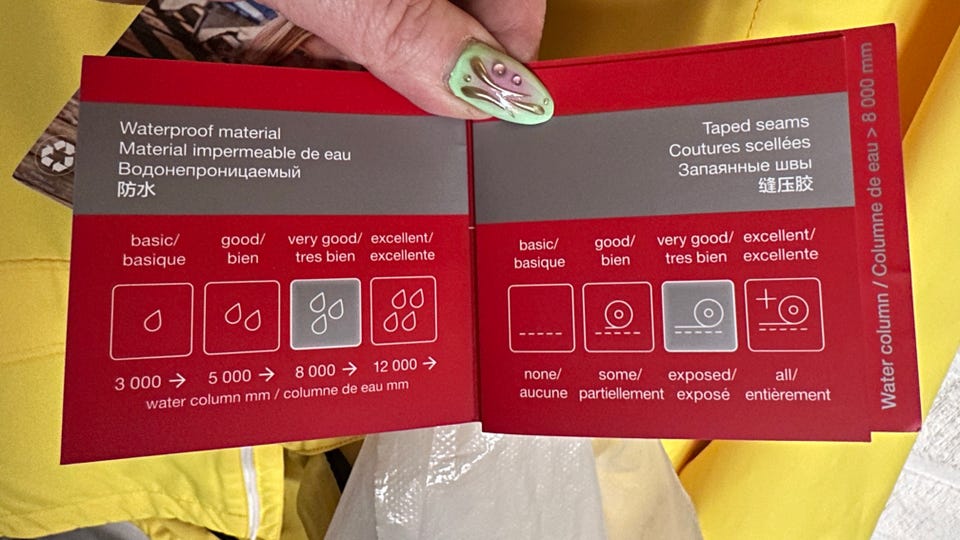 Waterproof material
Material impermeable de eau
Водонепроницаемый
防水
basic/ good/ very good/ excellent/
basique bien tres bien excellente
3 000 → 5 000 → 8 000 → 12 000 →
water column mm / columne de eau mm
Taped seams
Coutures scellées
Запаянные швы
缝压胶
basic/ good/ very good/ excellent/
basique bien tres bien excellente
none/ some/ exposed/ all/
aucune partiellement exposé entièrement
Water column / Columne de eau > 8 000 mm